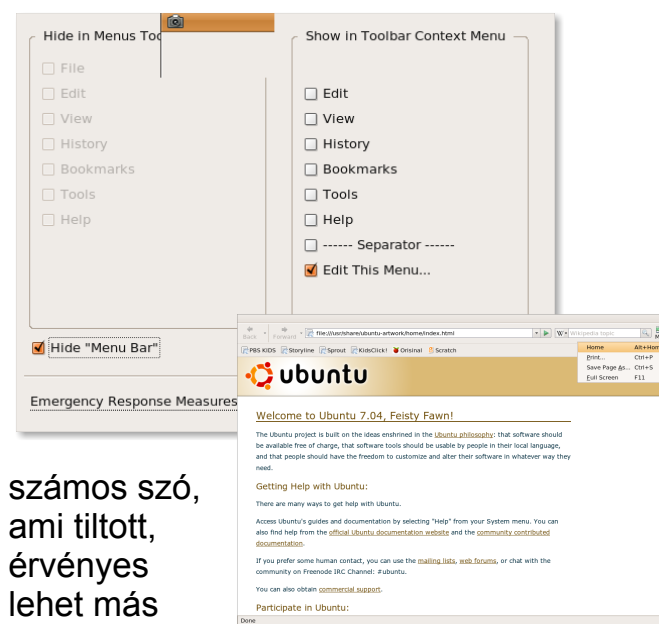 Hide in Menus Too
Show in Toolbar Context Menu
File
Edit
View
History
Bookmarks
Tools
Help
Edit
View
History
Bookmarks
Tools
Help
------ Separator ------
Edit This Menu...
Hide "Menu Bar"
Emergency Response Measures
Back
Forward
file:///usr/share/ubuntu-artwork/home/index.html
Wikipedia topic
PBS KIDS
Storyline
Sprout
KidsClick!
Orisinal
Scratch
Home Alt+Hom
Print... Ctrl+P
Save Page As... Ctrl+S
Full Screen F11
ubuntu
Welcome to Ubuntu 7.04, Feisty Fawn!
The Ubuntu project is built on the ideas enshrined in the Ubuntu philosophy: that software should
be available free of charge, that software tools should be usable by people in their local language,
and that people should have the freedom to customize and alter their software in whatever way they
need.
Getting Help with Ubuntu:
There are many ways to get help with Ubuntu.
Access Ubuntu's guides and documentation by selecting "Help" from your System menu. You can
also find help from the official Ubuntu documentation website and the community contributed
documentation.
If you prefer some human contact, you can use the mailing lists, web forums, or chat with the
community on Freenode IRC Channel: #ubuntu.
You can also obtain commercial support.
Participate in Ubuntu:
Done
számos szó,
ami tiltott,
érvényes
lehet más